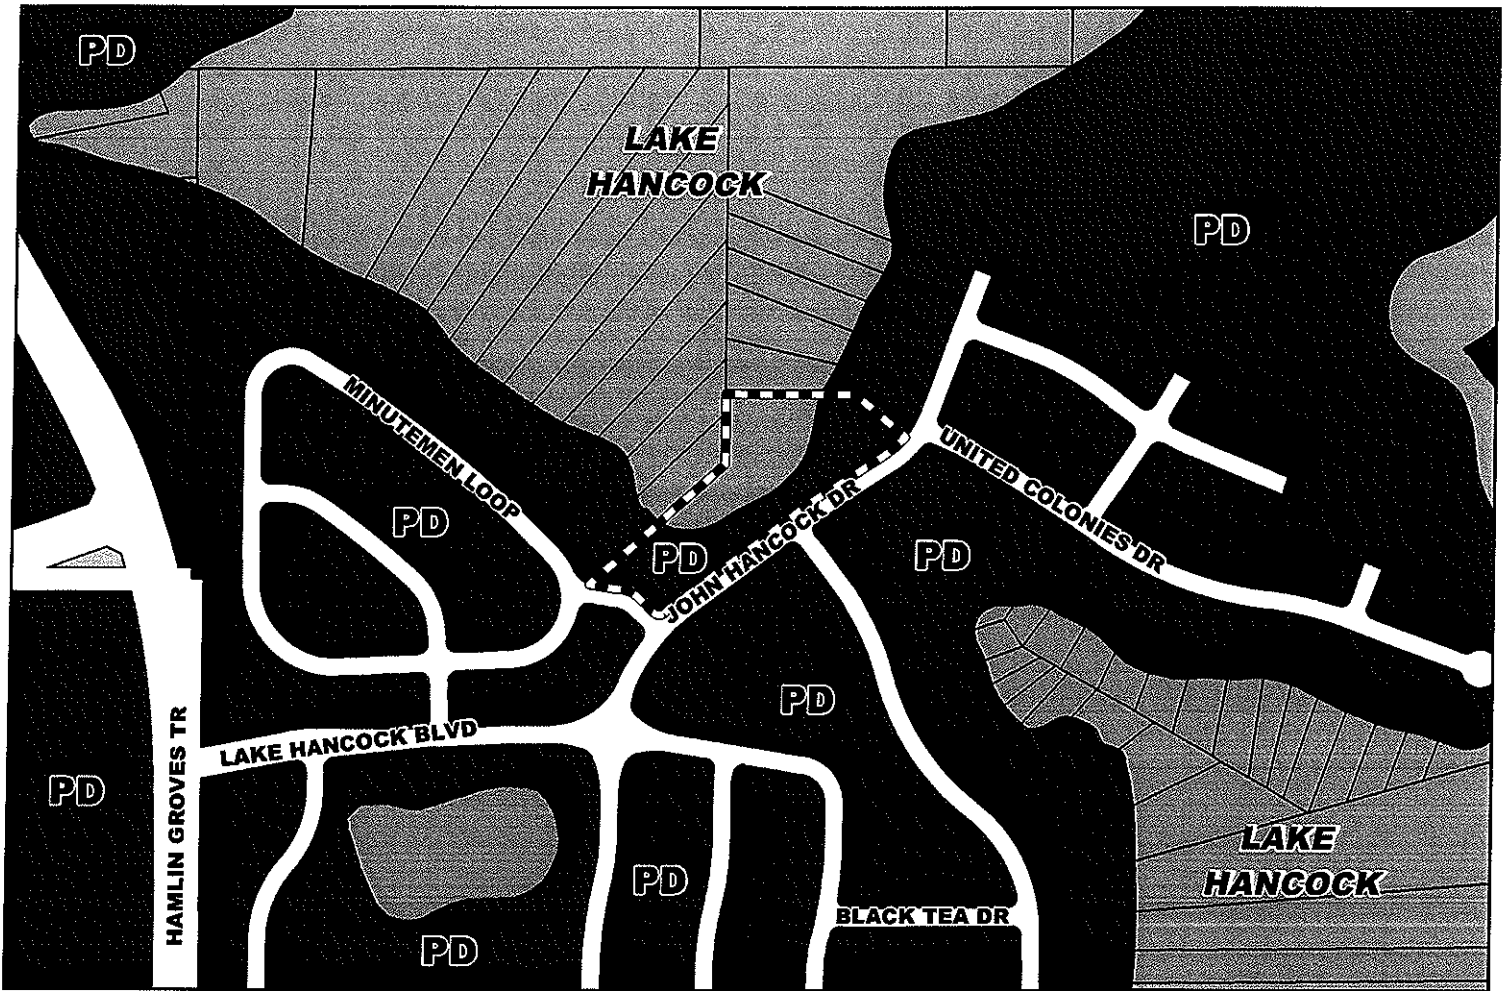 PD
LAKE
HANCOCK
PD
MINUTEMEN LOOP
PD
UNITED COLONIES DR
JOHN HANCOCK DR
PD
PD
PD
LAKE HANCOCK BLVD
HAMLIN GROVES TR
PD
LAKE
HANCOCK
PD
BLACK TEA DR
PD